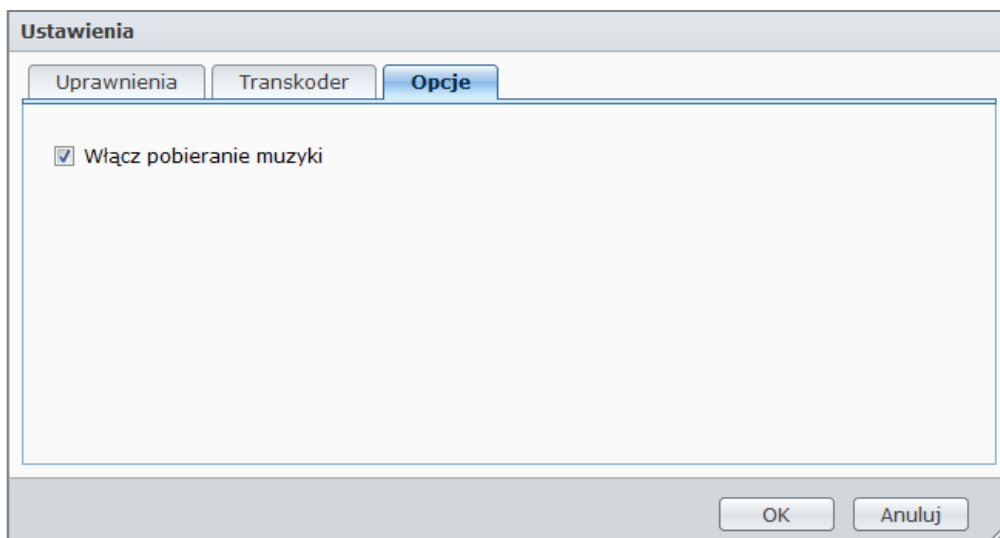 Ustawienia
Uprawnienia Transkoder Opcje
Włącz pobieranie muzyki
OK Anuluj